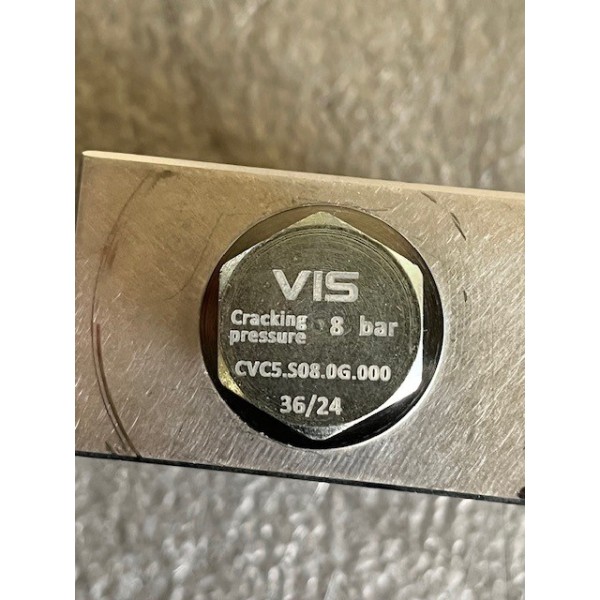 VIS
Cracking pressure 8 bar
CVC5.S08.0G.000
36/24